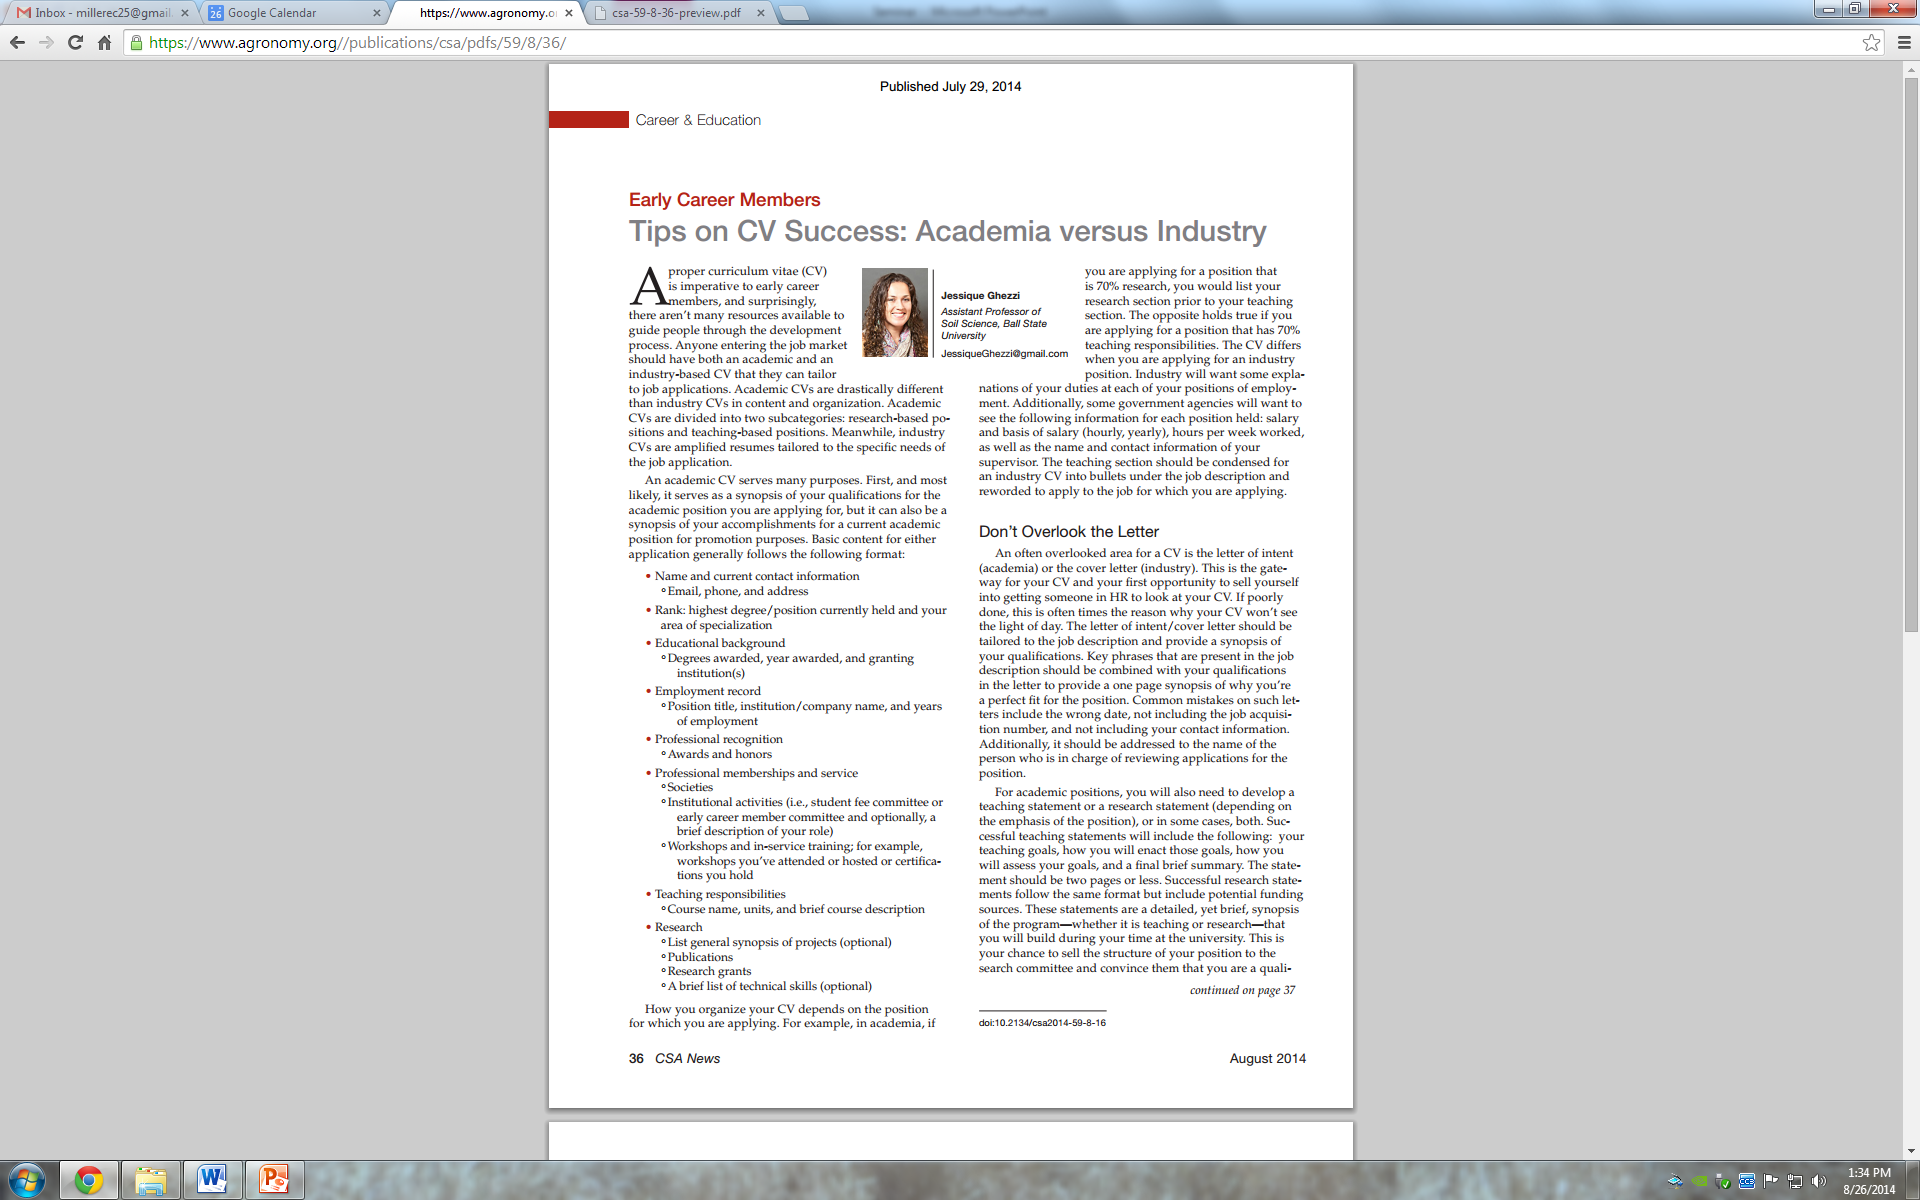 Inbox - millerec25@gmail.
Google Calendar
https://www.agronomy.or
csa-59-8-36-preview.pdf
https://www.agronomy.org//publications/csa/pdfs/59/8/36/
Published July 29, 2014
Career & Education
Early Career Members
Tips on CV Success: Academia versus Industry
A proper curriculum vitae (CV)
is imperative to early career
members, and surprisingly,
there aren't many resources available to
guide people through the development
process. Anyone entering the job market
should have both an academic and an
industry-based CV that they can tailor
to job applications. Academic CVs are drastically different
than industry CVs in content and organization. Academic
CVs are divided into two subcategories: research-based po-
sitions and teaching-based positions. Meanwhile, industry
CVs are amplified resumes tailored to the specific needs of
the job application.
An academic CV serves many purposes. First, and most
likely, it serves as a synopsis of your qualifications for the
academic position you are applying for, but it can also be a
synopsis of your accomplishments for a current academic
position for promotion purposes. Basic content for either
application generally follows the following format:
• Name and current contact information
° Email, phone, and address
• Rank: highest degree/position currently held and your
area of specialization
• Educational background
° Degrees awarded, year awarded, and granting
institution(s)
• Employment record
° Position title, institution/company name, and years
of employment
• Professional recognition
° Awards and honors
• Professional memberships and service
° Societies
° Institutional activities (i.e., student fee committee or
early career member committee and optionally, a
brief description of your role)
° Workshops and in-service training; for example,
workshops you've attended or hosted or certifica-
tions you hold
• Teaching responsibilities
° Course name, units, and brief course description
• Research
° List general synopsis of projects (optional)
° Publications
° Research grants
° A brief list of technical skills (optional)
How you organize your CV depends on the position
for which you are applying. For example, in academia, if
Jessique Ghezzi
Assistant Professor of
Soil Science, Ball State
University
JessiqueGhezzi@gmail.com
you are applying for a position that
is 70% research, you would list your
research section prior to your teaching
section. The opposite holds true if you
are applying for a position that has 70%
teaching responsibilities. The CV differs
when you are applying for an industry
position. Industry will want some expla-
nations of your duties at each of your positions of employ-
ment. Additionally, some government agencies will want to
see the following information for each position held: salary
and basis of salary (hourly, yearly), hours per week worked,
as well as the name and contact information of your
supervisor. The teaching section should be condensed for
an industry CV into bullets under the job description and
reworded to apply to the job for which you are applying.
Don't Overlook the Letter
An often overlooked area for a CV is the letter of intent
(academia) or the cover letter (industry). This is the gate-
way for your CV and your first opportunity to sell yourself
into getting someone in HR to look at your CV. If poorly
done, this is often times the reason why your CV won't see
the light of day. The letter of intent/cover letter should be
tailored to the job description and provide a synopsis of
your qualifications. Key phrases that are present in the job
description should be combined with your qualifications
in the letter to provide a one page synopsis of why you're
a perfect fit for the position. Common mistakes on such let-
ters include the wrong date, not including the job acquisi-
tion number, and not including your contact information.
Additionally, it should be addressed to the name of the
person who is in charge of reviewing applications for the
position.
For academic positions, you will also need to develop a
teaching statement or a research statement (depending on
the emphasis of the position), or in some cases, both. Suc-
cessful teaching statements will include the following: your
teaching goals, how you will enact those goals, how you
will assess your goals, and a final brief summary. The state-
ment should be two pages or less. Successful research state-
ments follow the same format but include potential funding
sources. These statements are a detailed, yet brief, synopsis
of the program—whether it is teaching or research—that
you will build during your time at the university. This is
your chance to sell the structure of your position to the
search committee and convince them that you are a quali-
continued on page 37
doi:10.2134/csa2014-59-8-16
36 CSA News
August 2014
1:34 PM
8/26/2014